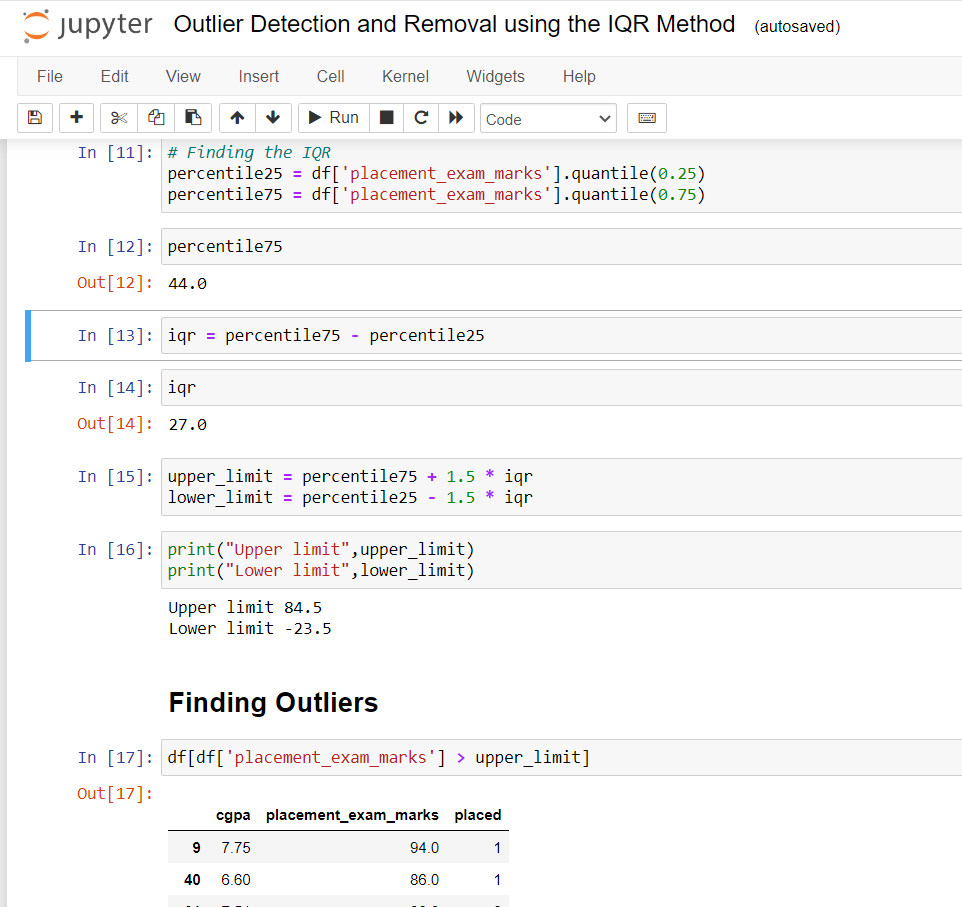 jupyter Outlier Detection and Removal using the IQR Method (autosaved)
File Edit View Insert Cell Kernel Widgets Help
Run Code
In [11]: # Finding the IQR
percentile25 = df['placement_exam_marks'].quantile(0.25)
percentile75 = df['placement_exam_marks'].quantile(0.75)
In [12]: percentile75
Out[12]: 44.0
In [13]: iqr = percentile75 - percentile25
In [14]: iqr
Out[14]: 27.0
In [15]: upper_limit = percentile75 + 1.5 * iqr
lower_limit = percentile25 - 1.5 * iqr
In [16]: print("Upper limit",upper_limit)
print("Lower limit",lower_limit)
Upper limit 84.5
Lower limit -23.5
Finding Outliers
In [17]: df[df['placement_exam_marks'] > upper_limit]
Out[17]:
cgpa placement_exam_marks placed
9 7.75 94.0 1
40 6.60 86.0 1